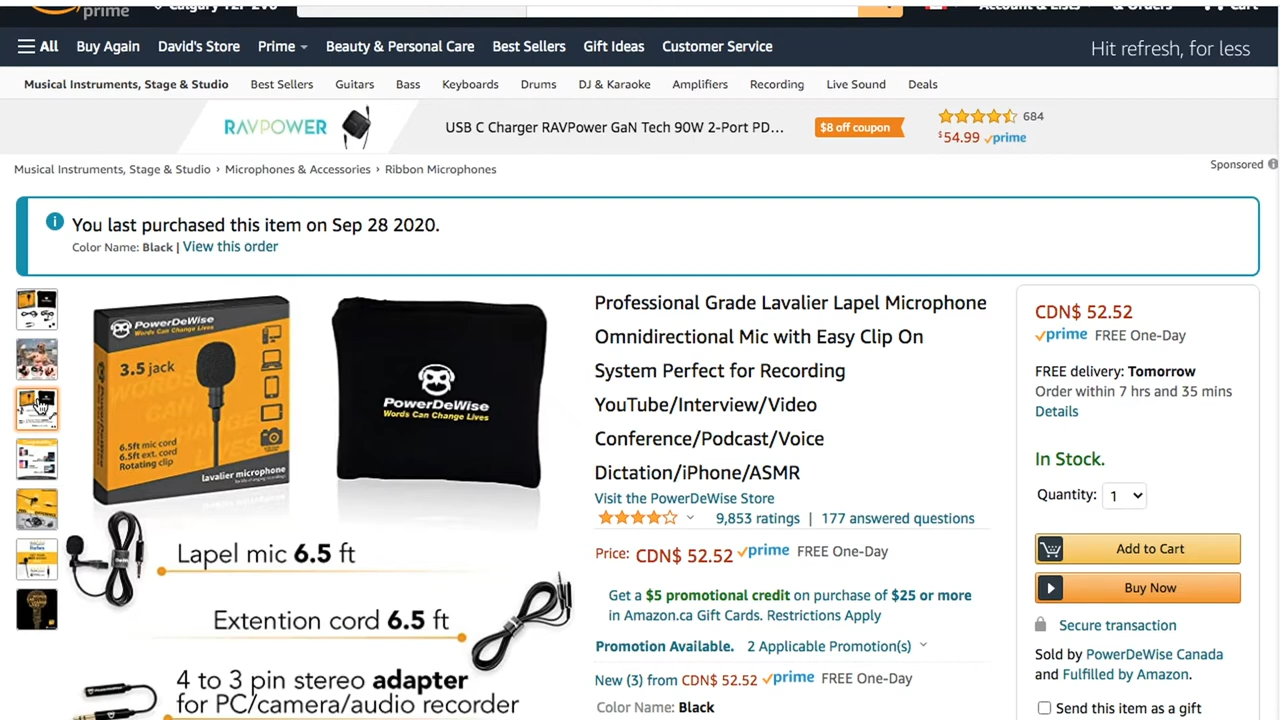 prime
Calgary T2P 2V6
Account & Lists
& Orders
Cart
All
Buy Again
David's Store
Prime
Beauty & Personal Care
Best Sellers
Gift Ideas
Customer Service
Hit refresh, for less
Musical Instruments, Stage & Studio
Best Sellers
Guitars
Bass
Keyboards
Drums
DJ & Karaoke
Amplifiers
Recording
Live Sound
Deals
RAVPOWER
USB C Charger RAVPower GaN Tech 90W 2-Port PD...
$8 off coupon
684
$54.99 prime
Musical Instruments, Stage & Studio › Microphones & Accessories › Ribbon Microphones
Sponsored
You last purchased this item on Sep 28 2020.
Color Name: Black | View this order
PowerDeWise
Words Can Change Lives
3.5 jack
6.5ft mic cord
6.5ft ext. cord
Rotating clip
lavalier microphone
PowerDeWise
Words Can Change Lives
Lapel mic 6.5 ft
Extention cord 6.5 ft
4 to 3 pin stereo adapter
for PC/camera/audio recorder
Professional Grade Lavalier Lapel Microphone
Omnidirectional Mic with Easy Clip On
System Perfect for Recording
YouTube/Interview/Video
Conference/Podcast/Voice
Dictation/iPhone/ASMR
Visit the PowerDeWise Store
9,853 ratings | 177 answered questions
Price: CDN$ 52.52 prime FREE One-Day
Get a $5 promotional credit on purchase of $25 or more
in Amazon.ca Gift Cards. Restrictions Apply
Promotion Available. 2 Applicable Promotion(s)
New (3) from CDN$ 52.52 prime FREE One-Day
Color Name: Black
CDN$ 52.52
prime FREE One-Day
FREE delivery: Tomorrow
Order within 7 hrs and 35 mins
Details
In Stock.
Quantity: 1
Add to Cart
Buy Now
Secure transaction
Sold by PowerDeWise Canada
and Fulfilled by Amazon.
Send this item as a gift